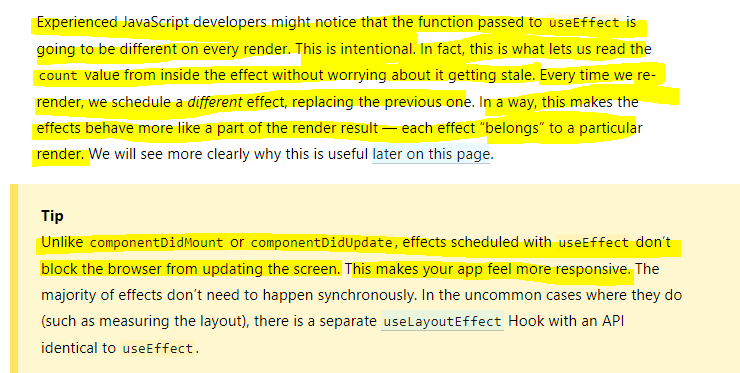 Experienced JavaScript developers might notice that the function passed to useEffect is
going to be different on every render. This is intentional. In fact, this is what lets us read the
count value from inside the effect without worrying about it getting stale. Every time we re-
render, we schedule a different effect, replacing the previous one. In a way, this makes the
effects behave more like a part of the render result — each effect “belongs” to a particular
render. We will see more clearly why this is useful later on this page.
Tip
Unlike componentDidMount or componentDidUpdate, effects scheduled with useEffect don’t
block the browser from updating the screen. This makes your app feel more responsive. The
majority of effects don’t need to happen synchronously. In the uncommon cases where they do
(such as measuring the layout), there is a separate useLayoutEffect Hook with an API
identical to useEffect.